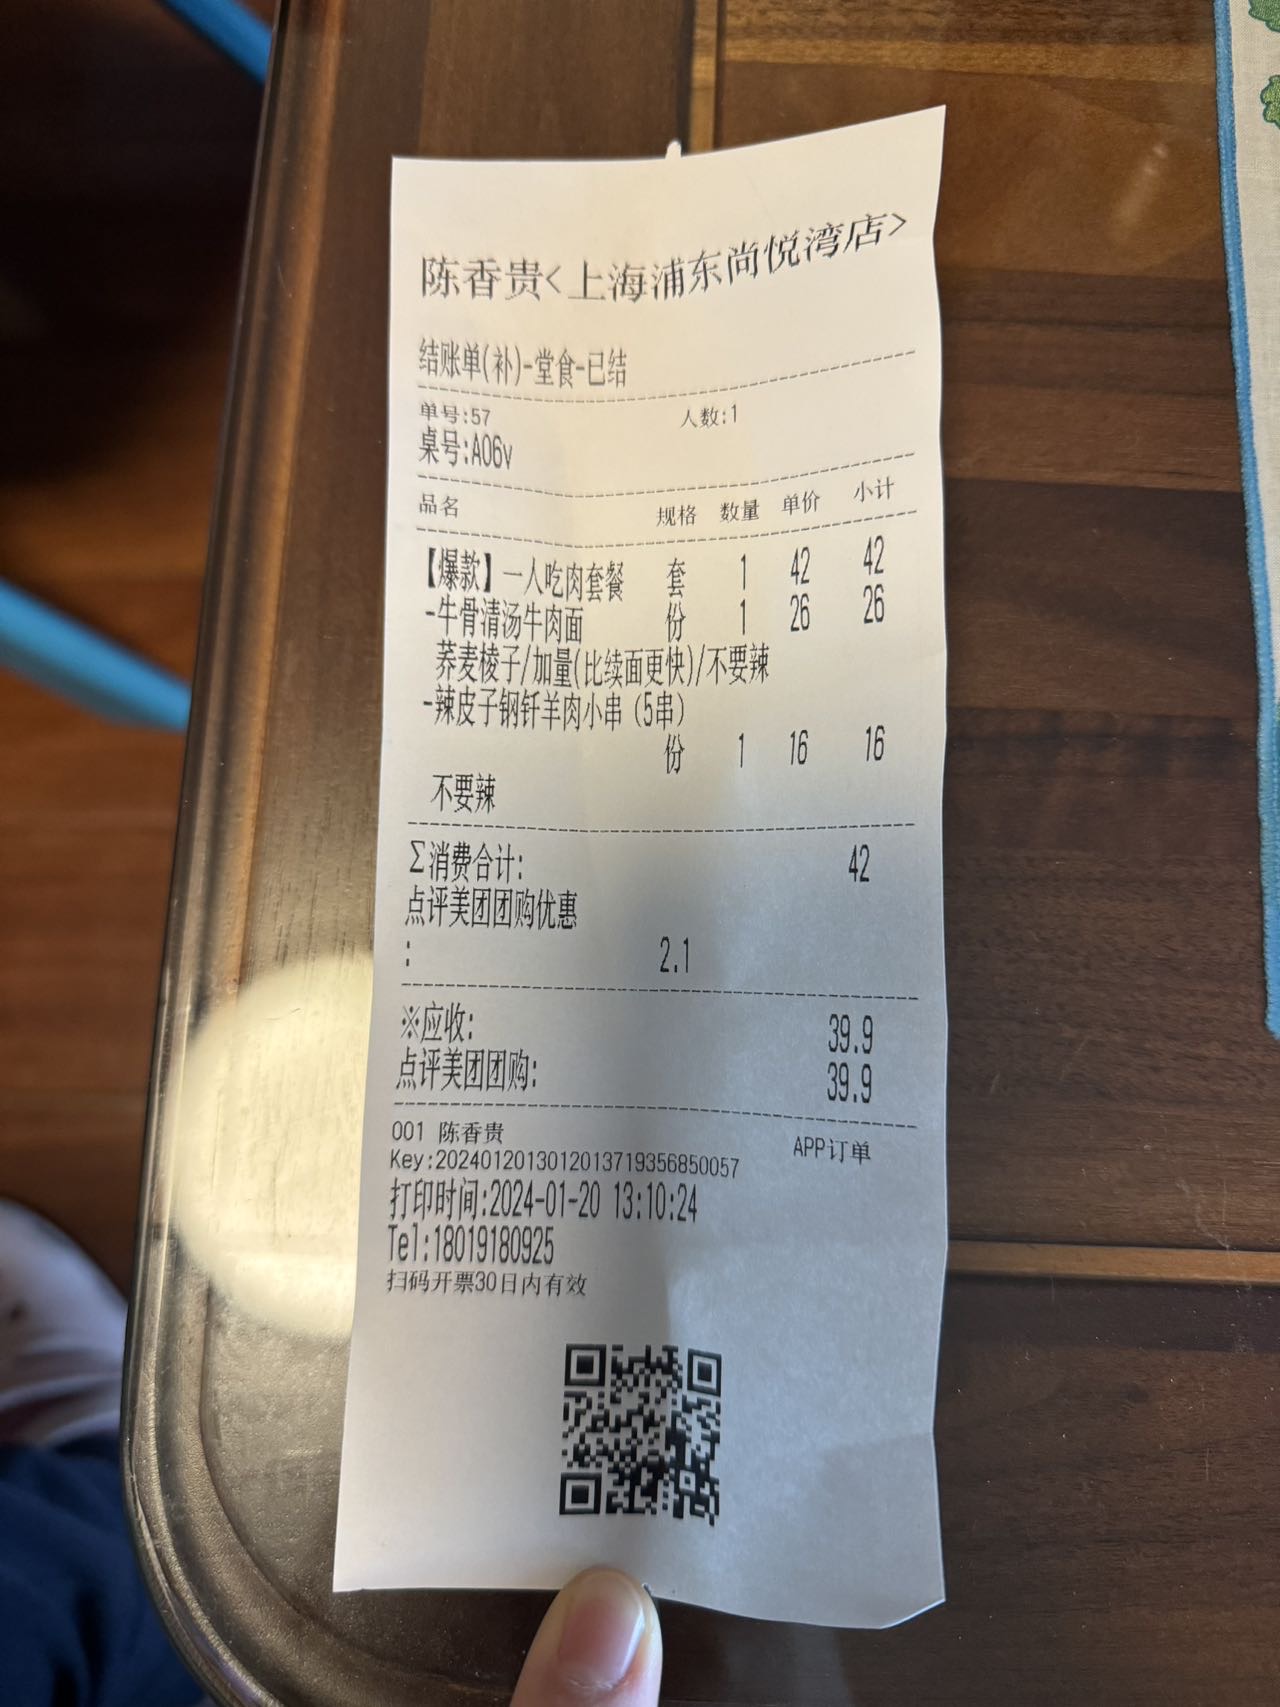 陈香贵<上海浦东尚悦湾店>
结账单(补)-堂食-已结
单号:57 人数:1
桌号:A06v
品名 规格 数量 单价 小计
【爆款】一人吃肉套餐 套 1 42 42
-牛骨清汤牛肉面 份 1 26 26
荞麦棱子/加量(比续面更快)/不要辣
-辣皮子钢钎羊肉小串(5串)
份 1 16 16
不要辣
Σ消费合计: 42
点评美团团购优惠
: 2.1
※应收: 39.9
点评美团团购: 39.9
001 陈香贵 APP订单
Key:202401201301201371935685​0057
打印时间:2024-01-20 13:10:24
Tel:18019180925
扫码开票30日内有效